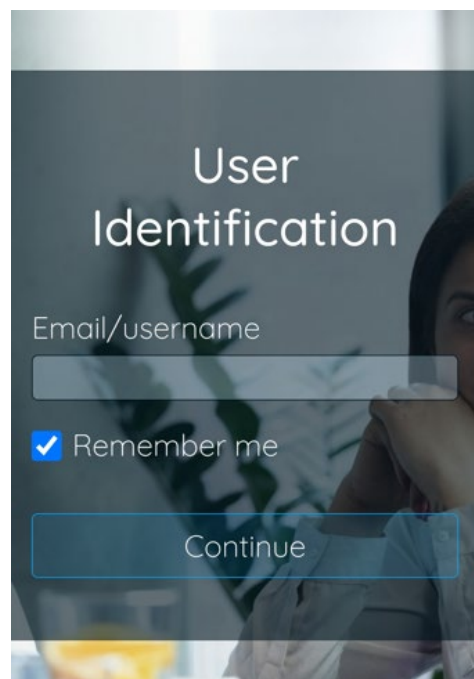 User
Identification
Email/username
Remember me
Continue